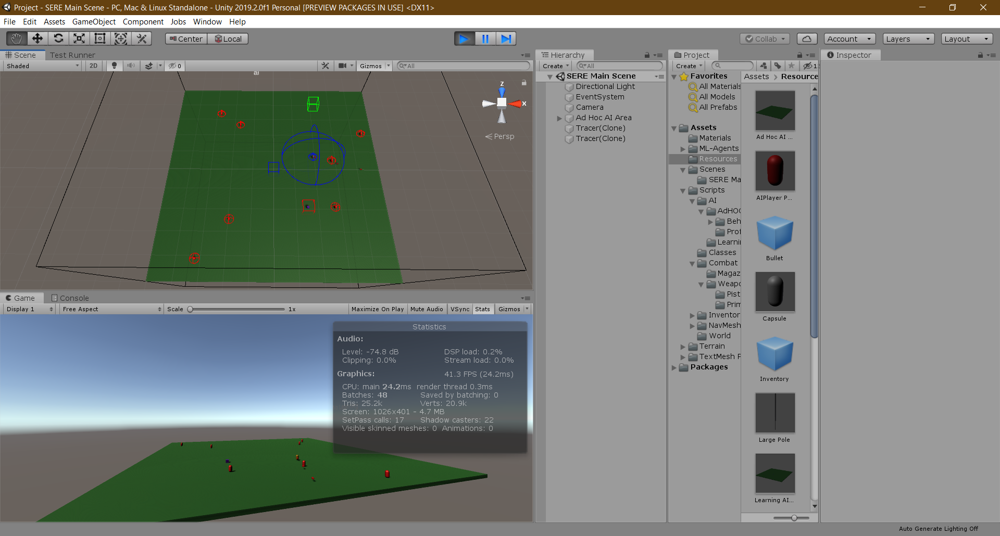 Project - SERE Main Scene - PC, Mac & Linux Standalone - Unity 2019.2.0f1 Personal [PREVIEW PACKAGES IN USE] <DX11>
File Edit Assets GameObject Component Jobs Window Help
Center Local Collab Account Layers Layout
Scene Test Runner
Shaded 2D 0 Gizmos All
ai
z
x
Persp
Game Console
Display 1 Free Aspect Scale 1x Maximize On Play Mute Audio VSync Stats Gizmos
Statistics
Audio:
Level: -74.8 dB DSP load: 0.2%
Clipping: 0.0% Stream load: 0.0%
Graphics: 41.3 FPS (24.2ms)
CPU: main 24.2ms render thread 0.3ms
Batches: 48 Saved by batching: 0
Tris: 25.2k Verts: 20.9k
Screen: 1026x401 - 4.7 MB
SetPass calls: 17 Shadow casters: 22
Visible skinned meshes: 0 Animations: 0
Hierarchy
Create All
SERE Main Scene
Directional Light
EventSystem
Camera
Ad Hoc AI Area
Tracer(Clone)
Tracer(Clone)
Project
Create 1
Favorites
All Materials
All Models
All Prefabs
Assets
Materials
ML-Agents
Resources
Scenes
SERE Ma
Scripts
AI
AdHOC
Beh
Prof
Learni
Classes
Combat
Magaz
Weapo
Pist
Prim
Inventor
NavMesh
World
Terrain
TextMesh P
Packages
Assets > Resource
Ad Hoc AI ...
AIPlayer P...
Bullet
Capsule
Inventory
Large Pole
Learning AI...
Inspector
Auto Generate Lighting Off